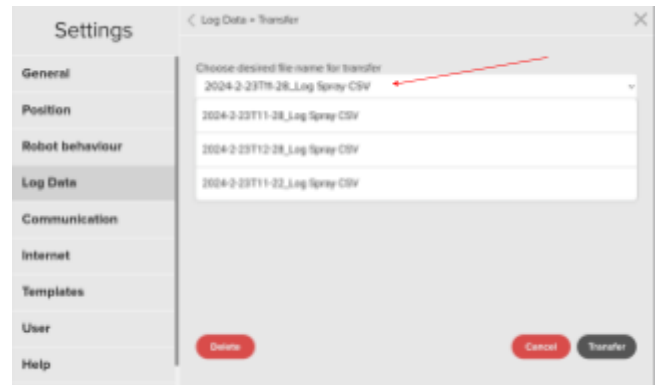 Settings
< Log Data • Transfer
General
Position
Robot behaviour
Log Data
Communication
Internet
Templates
User
Help
Choose desired file name for transfer
2024-2-23T11-28_Log Spray CSV
2024-2-23T11-28_Log Spray CSV
2024-2-23T12-28_Log Spray CSV
2024-2-23T11-22_Log Spray CSV
Delete
Cancel
Transfer